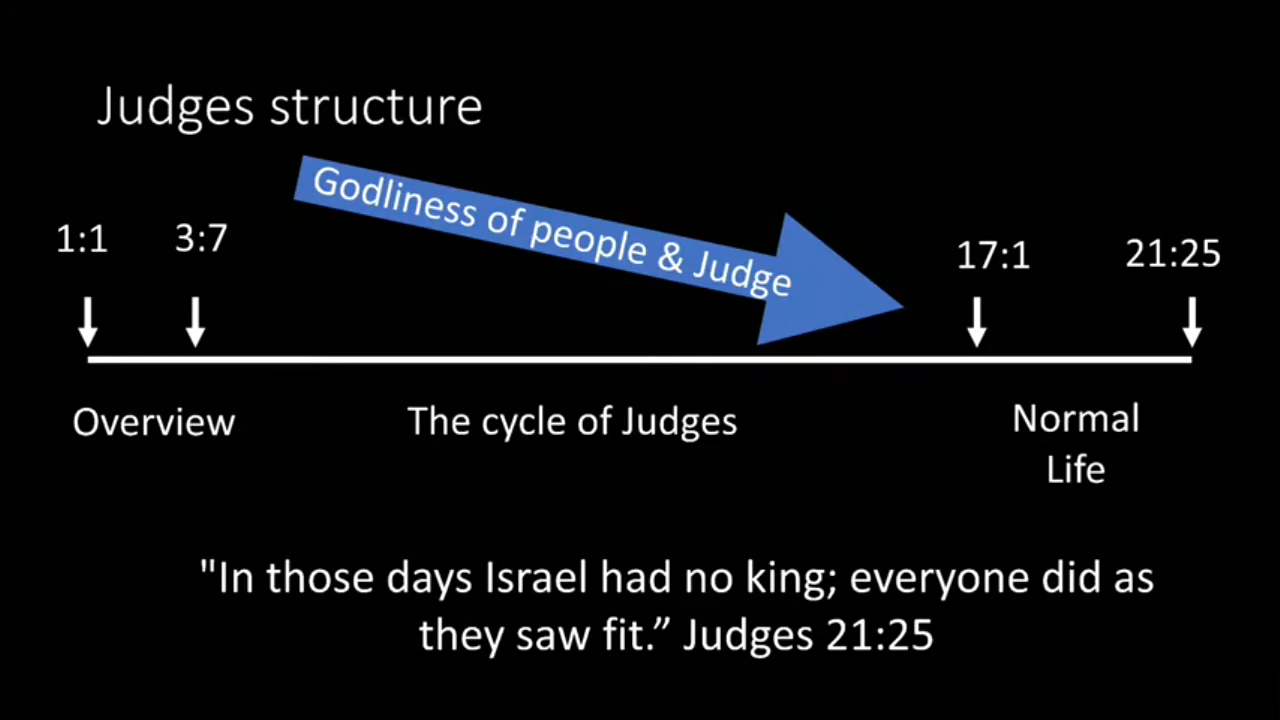 Judges structure
Godliness of people & Judge
1:1
3:7
17:1
21:25
Overview
The cycle of Judges
Normal
Life
"In those days Israel had no king; everyone did as
they saw fit.” Judges 21:25